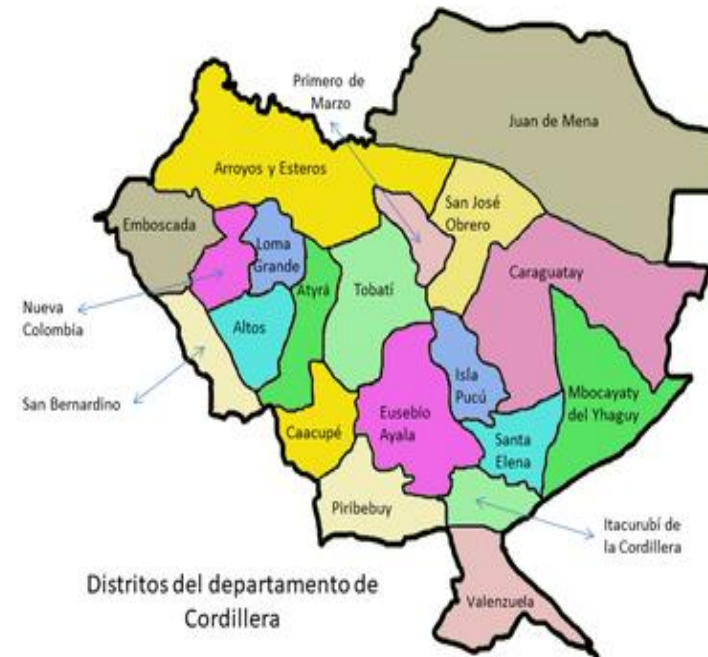 Primero de
Marzo
Juan de Mena
Arroyos y Esteros
San José
Obrero
Emboscada
Loma
Grande
Caraguatay
Atyrá
Tobatí
Nueva
Colombia
Altos
Isla
Pucú
Mbocayaty
del Yhaguy
San Bernardino
Caacupé
Eusebio
Ayala
Santa
Elena
Piribebuy
Itacurubí de
la Cordillera
Distritos del departamento de
Cordillera
Valenzuela